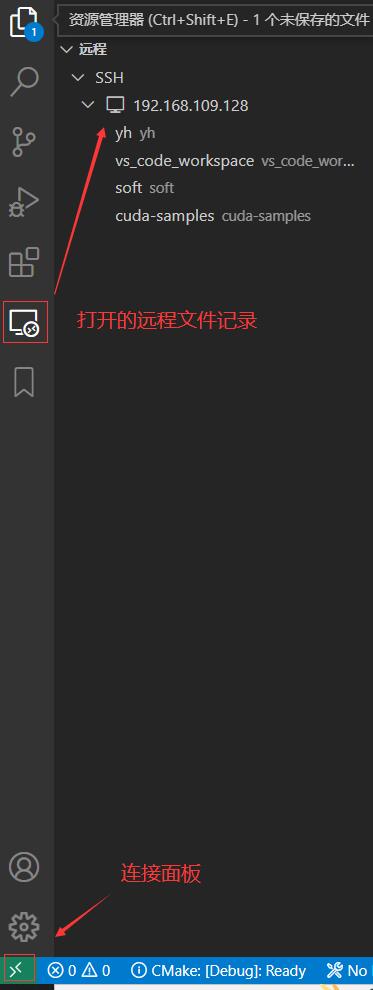 资源管理器 (Ctrl+Shift+E) - 1 个未保存的文件
1
远程
SSH
192.168.109.128
yh yh
vs_code_workspace vs_code_wor...
soft soft
cuda-samples cuda-samples
打开的远程文件记录
连接面板
0 0 CMake: [Debug]: Ready No